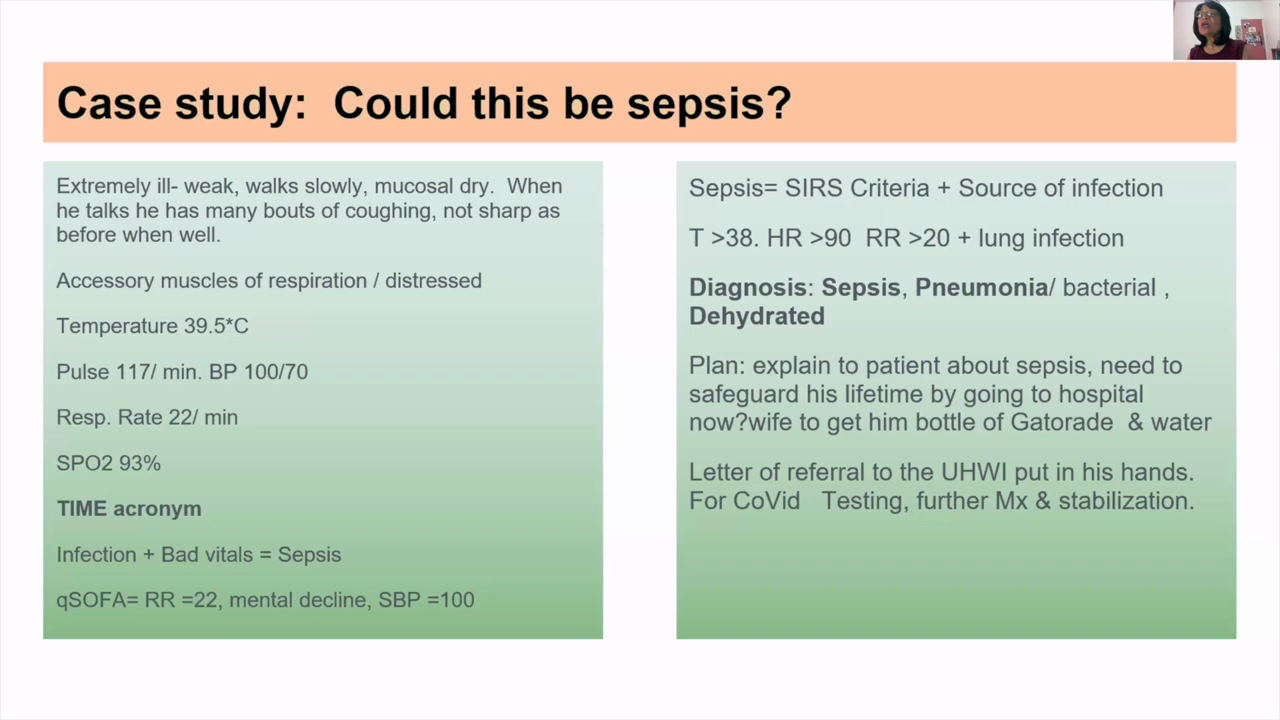 Case study:  Could this be sepsis?
Extremely ill- weak, walks slowly, mucosal dry.  When
he talks he has many bouts of coughing, not sharp as
before when well.
Accessory muscles of respiration / distressed
Temperature 39.5*C
Pulse 117/ min. BP 100/70
Resp. Rate 22/ min
SPO2 93%
TIME acronym
Infection + Bad vitals = Sepsis
qSOFA= RR =22, mental decline, SBP =100
Sepsis= SIRS Criteria + Source of infection
T >38. HR >90  RR >20 + lung infection
Diagnosis: Sepsis, Pneumonia/ bacterial ,
Dehydrated
Plan: explain to patient about sepsis, need to
safeguard his lifetime by going to hospital
now?wife to get him bottle of Gatorade  & water
Letter of referral to the UHWI put in his hands.
For CoVid   Testing, further Mx & stabilization.